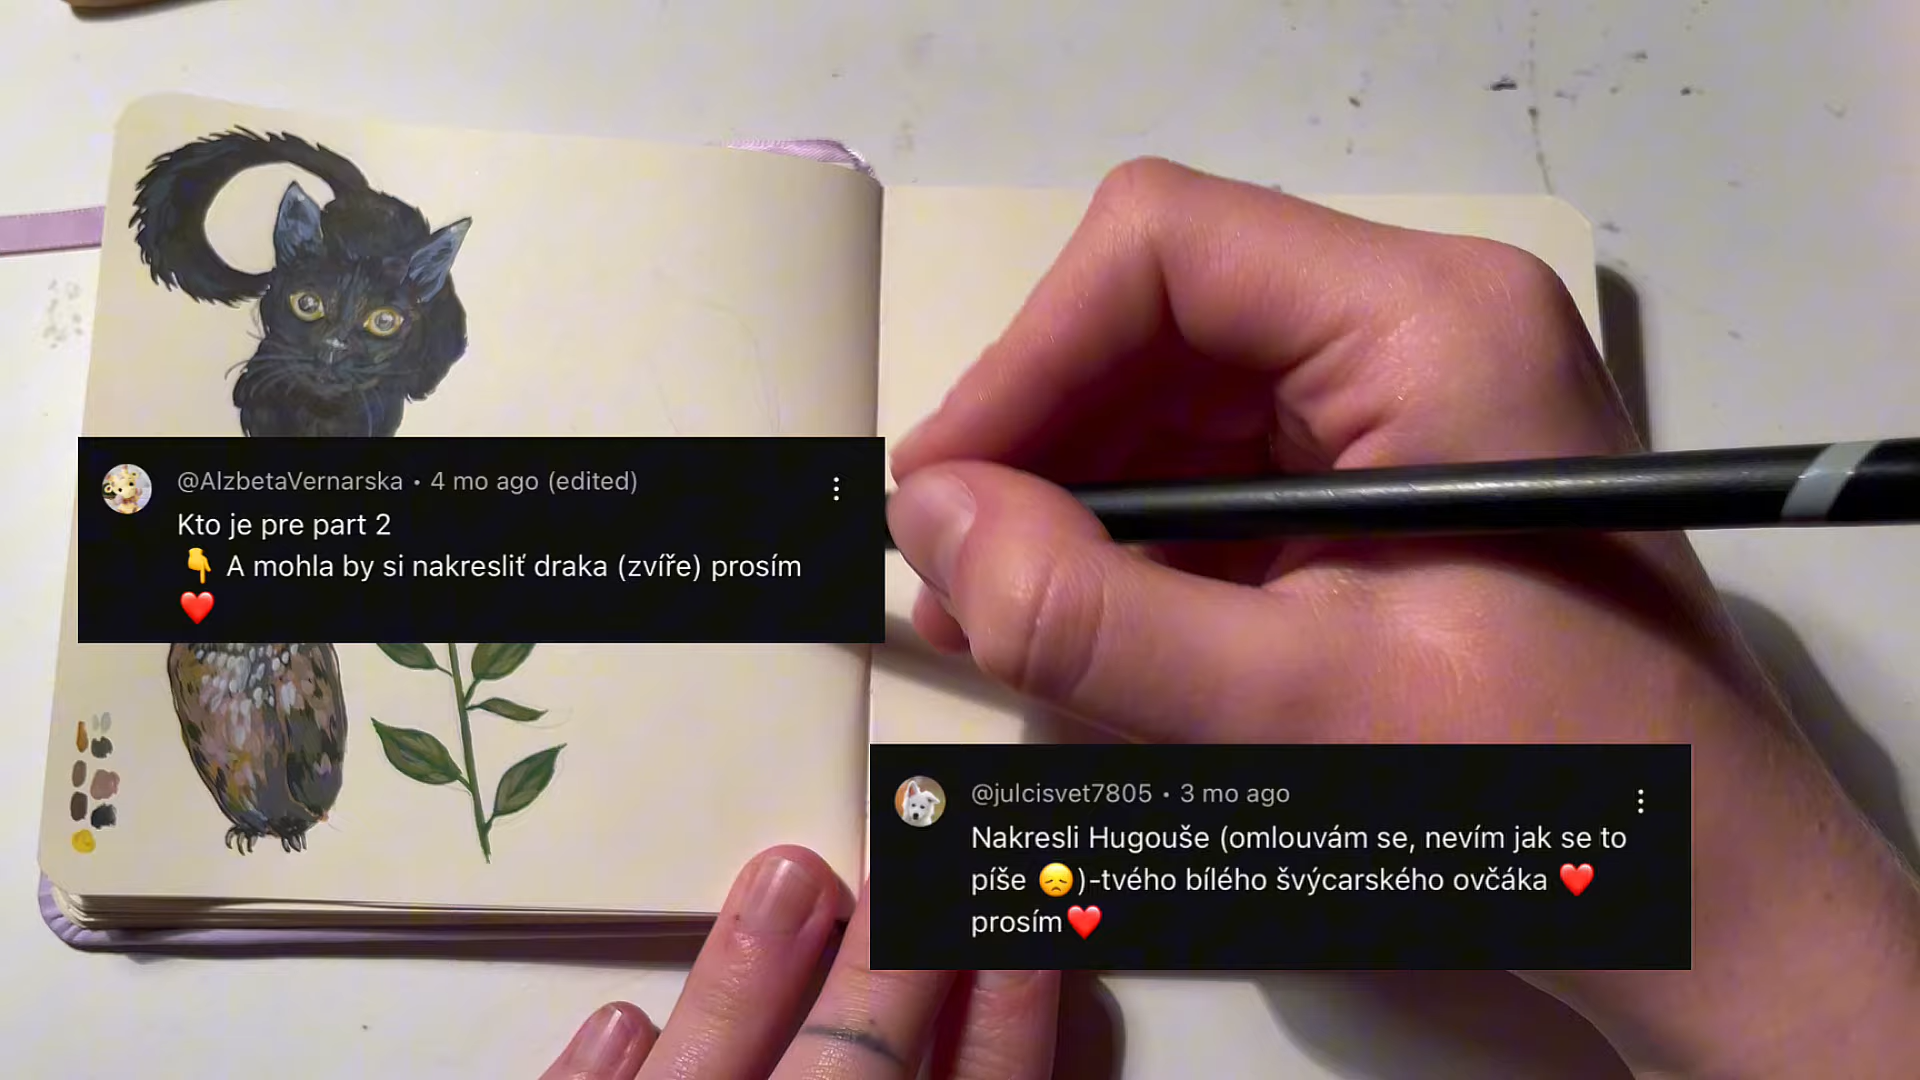 @AlzbetaVernarska • 4 mo ago (edited)
Kto je pre part 2
👇 A mohla by si nakresliť draka (zvíře) prosím
❤️
@julcisvet7805 • 3 mo ago
Nakresli Hugouše (omlouvám se, nevím jak se to
píše 😞)-tvého bílého švýcarského ovčáka ❤️
prosím❤️